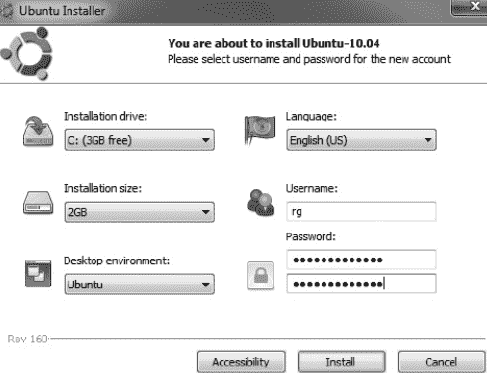 Ubuntu Installer
You are about to install Ubuntu-10.04
Please select username and password for the new account
Installation drive:
C: (3GB free)
Language:
English (US)
Installation size:
2GB
Username:
rg
Password:
•••••••••••••
•••••••••••••
Desktop environment:
Ubuntu
Rev 160
Accessibility
Install
Cancel